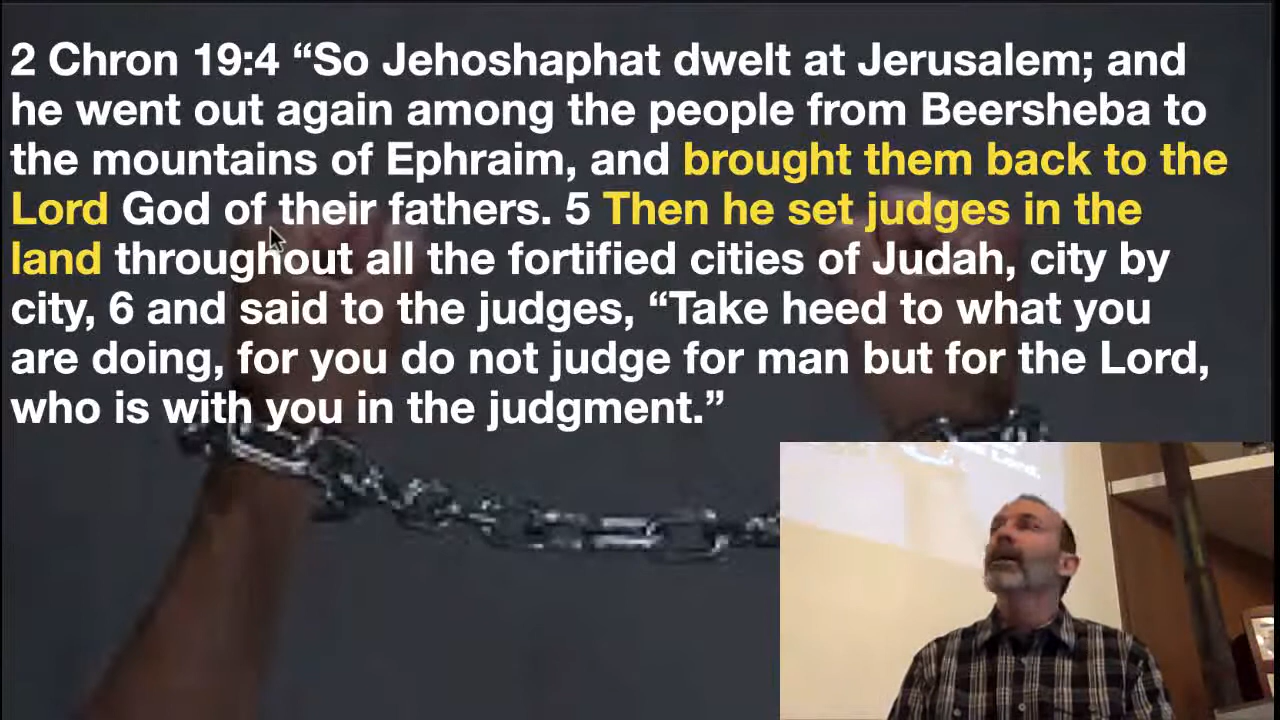 2 Chron 19:4 “So Jehoshaphat dwelt at Jerusalem; and
he went out again among the people from Beersheba to
the mountains of Ephraim, and brought them back to the
Lord God of their fathers. 5 Then he set judges in the
land throughout all the fortified cities of Judah, city by
city, 6 and said to the judges, “Take heed to what you
are doing, for you do not judge for man but for the Lord,
who is with you in the judgment.”